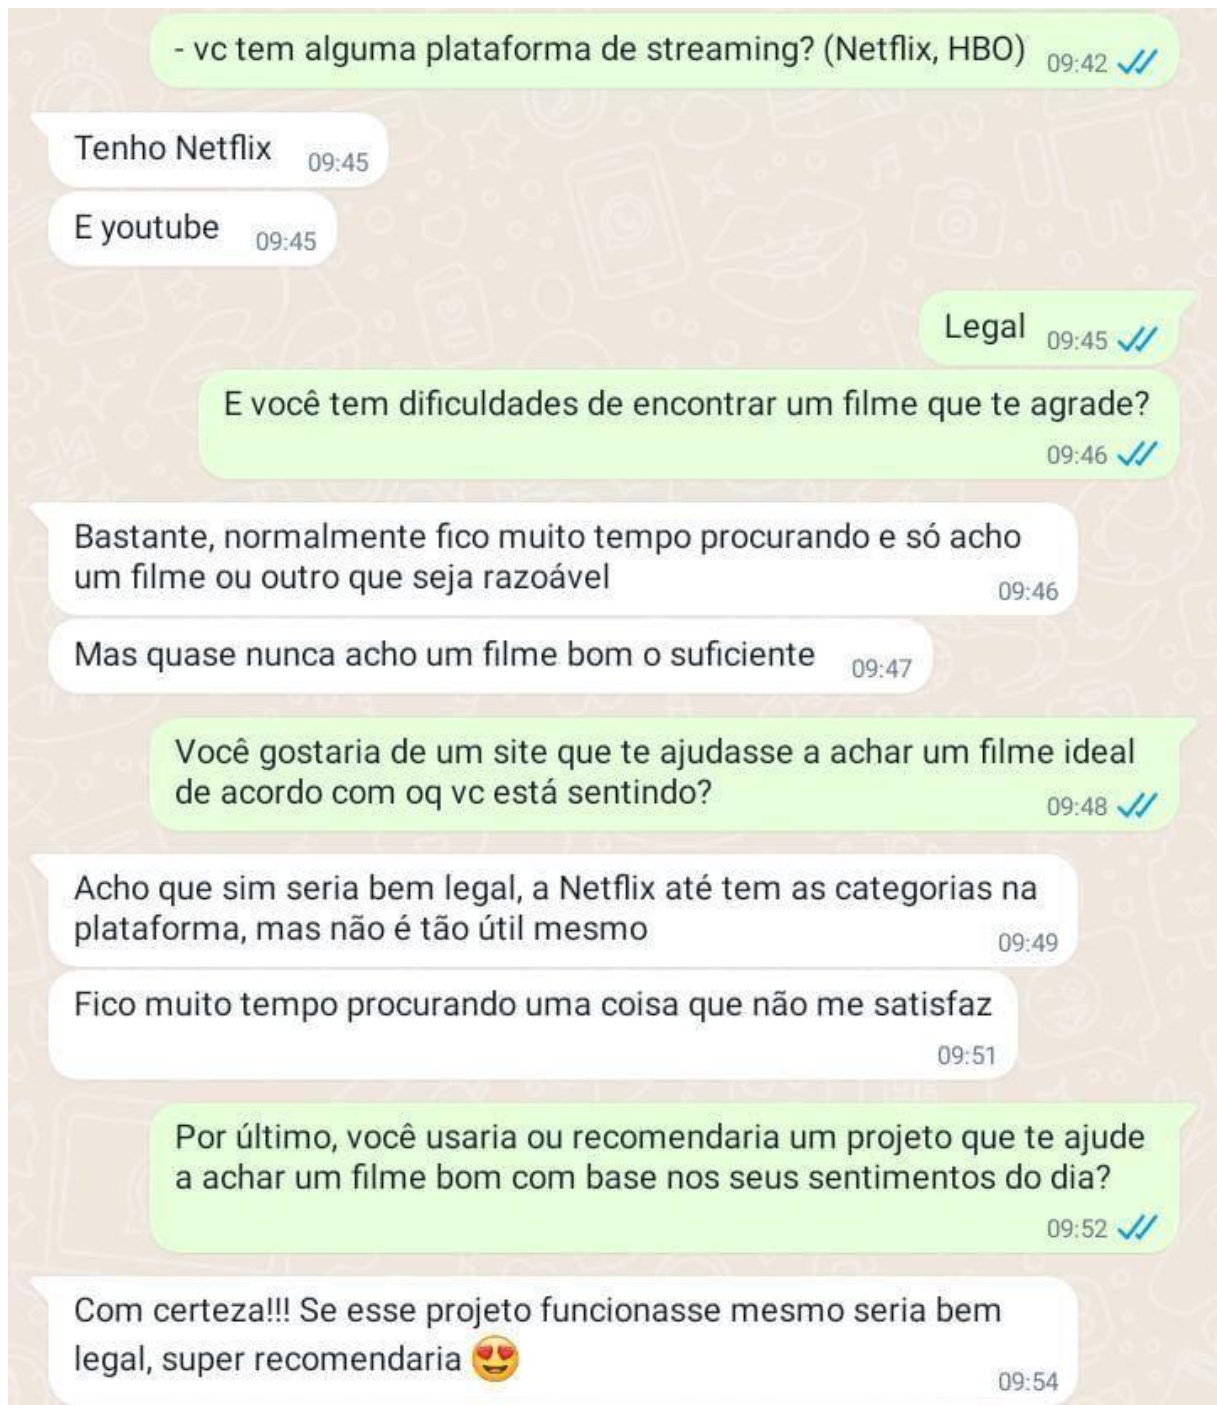 - vc tem alguma plataforma de streaming? (Netflix, HBO) 09:42
Tenho Netflix 09:45
E youtube 09:45
Legal 09:45
E você tem dificuldades de encontrar um filme que te agrade?
09:46
Bastante, normalmente fico muito tempo procurando e só acho
um filme ou outro que seja razoável 09:46
Mas quase nunca acho um filme bom o suficiente 09:47
Você gostaria de um site que te ajudasse a achar um filme ideal
de acordo com oq vc está sentindo? 09:48
Acho que sim seria bem legal, a Netflix até tem as categorias na
plataforma, mas não é tão útil mesmo 09:49
Fico muito tempo procurando uma coisa que não me satisfaz
09:51
Por último, você usaria ou recomendaria um projeto que te ajude
a achar um filme bom com base nos seus sentimentos do dia?
09:52
Com certeza!!! Se esse projeto funcionasse mesmo seria bem
legal, super recomendaria 😍 09:54